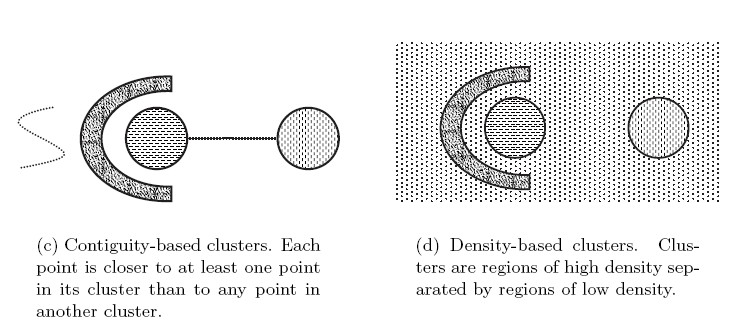 (c) Contiguity-based clusters. Each
point is closer to at least one point
in its cluster than to any point in
another cluster.
(d) Density-based clusters. Clus-
ters are regions of high density sep-
arated by regions of low density.